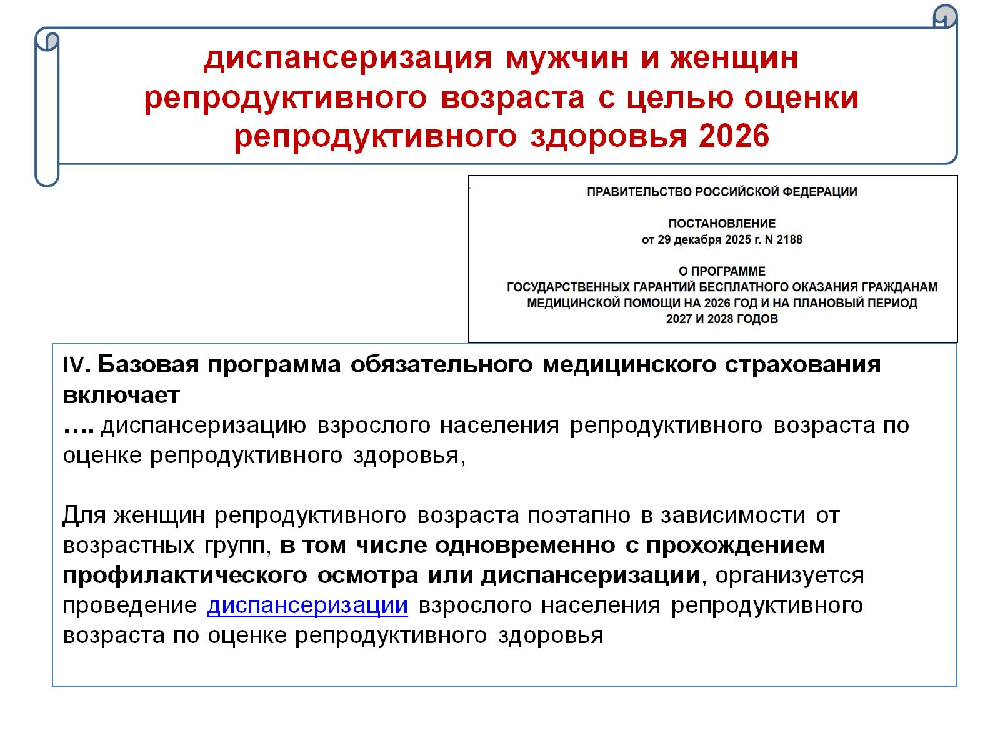 диспансеризация мужчин и женщин
репродуктивного возраста с целью оценки
репродуктивного здоровья 2026
ПРАВИТЕЛЬСТВО РОССИЙСКОЙ ФЕДЕРАЦИИ
ПОСТАНОВЛЕНИЕ
от 29 декабря 2025 г. N 2188
О ПРОГРАММЕ
ГОСУДАРСТВЕННЫХ ГАРАНТИЙ БЕСПЛАТНОГО ОКАЗАНИЯ ГРАЖДАНАМ
МЕДИЦИНСКОЙ ПОМОЩИ НА 2026 ГОД И НА ПЛАНОВЫЙ ПЕРИОД
2027 И 2028 ГОДОВ
IV. Базовая программа обязательного медицинского страхования
включает
…. диспансеризацию взрослого населения репродуктивного возраста по
оценке репродуктивного здоровья,
Для женщин репродуктивного возраста поэтапно в зависимости от
возрастных групп, в том числе одновременно с прохождением
профилактического осмотра или диспансеризации, организуется
проведение диспансеризации взрослого населения репродуктивного
возраста по оценке репродуктивного здоровья